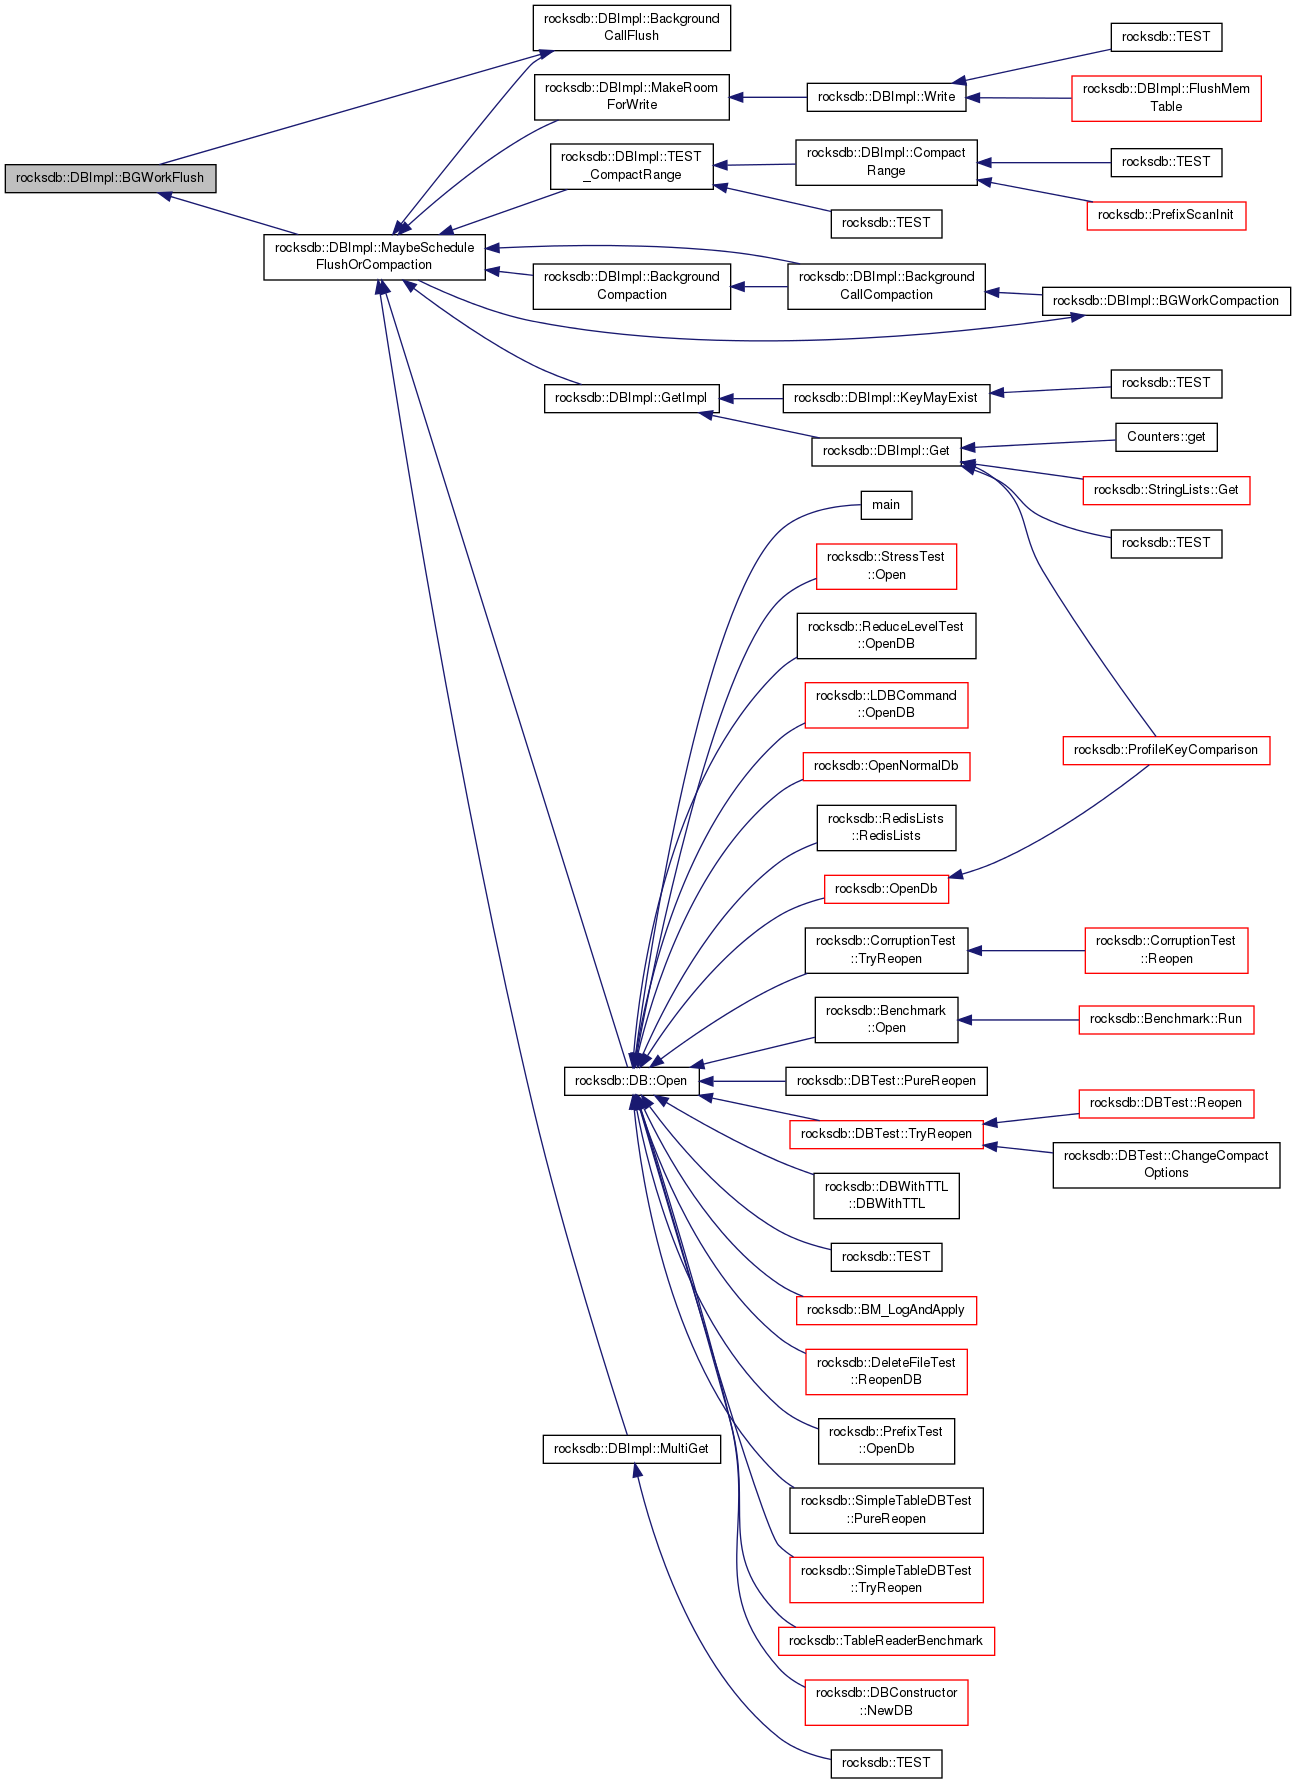 rocksdb::DBImpl::Background
CallFlush
rocksdb::TEST
rocksdb::DBImpl::MakeRoom
ForWrite
rocksdb::DBImpl::Write
rocksdb::DBImpl::FlushMem
Table
rocksdb::DBImpl::BGWorkFlush
rocksdb::DBImpl::TEST
_CompactRange
rocksdb::DBImpl::Compact
Range
rocksdb::TEST
rocksdb::PrefixScanInit
rocksdb::TEST
rocksdb::DBImpl::MaybeSchedule
FlushOrCompaction
rocksdb::DBImpl::Background
Compaction
rocksdb::DBImpl::Background
CallCompaction
rocksdb::DBImpl::BGWorkCompaction
rocksdb::DBImpl::GetImpl
rocksdb::DBImpl::KeyMayExist
rocksdb::TEST
rocksdb::DBImpl::Get
Counters::get
rocksdb::StringLists::Get
rocksdb::TEST
main
rocksdb::StressTest
::Open
rocksdb::ReduceLevelTest
::OpenDB
rocksdb::LDBCommand
::OpenDB
rocksdb::ProfileKeyComparison
rocksdb::OpenNormalDb
rocksdb::RedisLists
::RedisLists
rocksdb::OpenDb
rocksdb::CorruptionTest
::TryReopen
rocksdb::CorruptionTest
::Reopen
rocksdb::Benchmark
::Open
rocksdb::Benchmark::Run
rocksdb::DB::Open
rocksdb::DBTest::PureReopen
rocksdb::DBTest::TryReopen
rocksdb::DBTest::Reopen
rocksdb::DBTest::ChangeCompact
Options
rocksdb::DBWithTTL
::DBWithTTL
rocksdb::TEST
rocksdb::BM_LogAndApply
rocksdb::DeleteFileTest
::ReopenDB
rocksdb::PrefixTest
::OpenDb
rocksdb::DBImpl::MultiGet
rocksdb::SimpleTableDBTest
::PureReopen
rocksdb::SimpleTableDBTest
::TryReopen
rocksdb::TableReaderBenchmark
rocksdb::DBConstructor
::NewDB
rocksdb::TEST